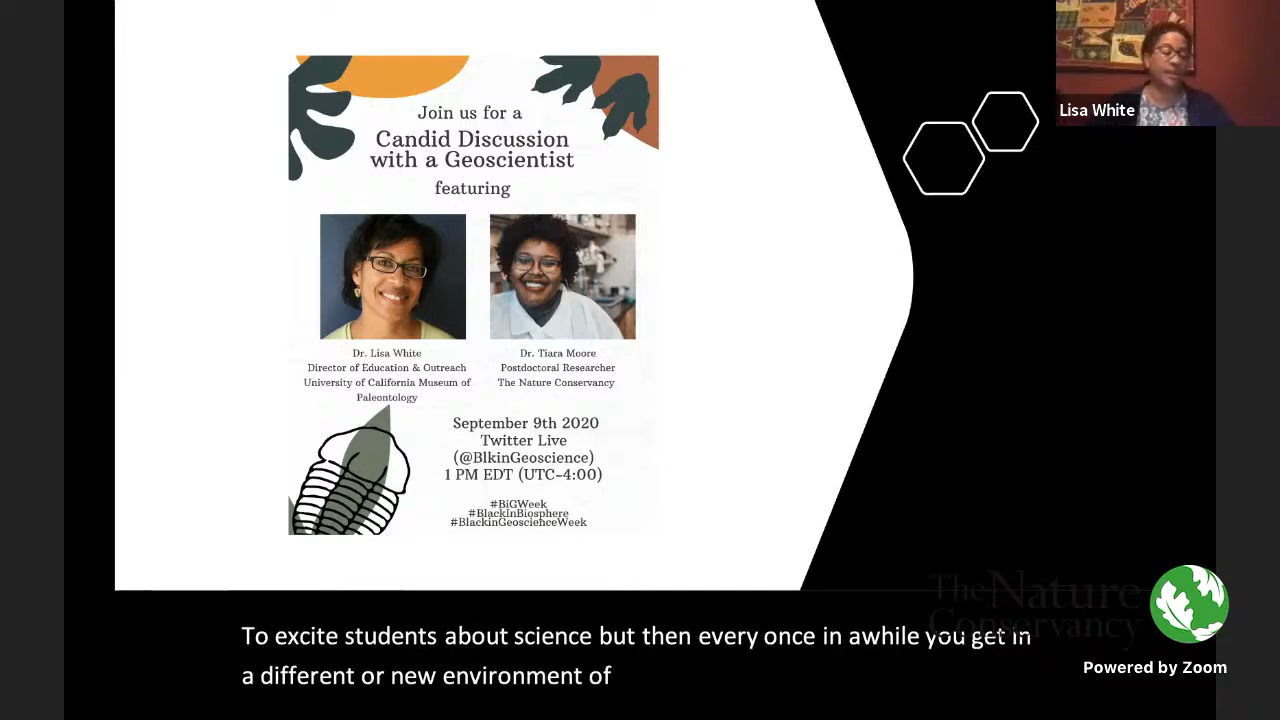 Join us for a
Candid Discussion
with a Geoscientist
featuring
Dr. Lisa White
Director of Education & Outreach
University of California Museum of
Paleontology
Dr. Tiara Moore
Postdoctoral Researcher
The Nature Conservancy
September 9th 2020
Twitter Live
(@BlkinGeoscience)
1 PM EDT (UTC-4:00)
#BiGWeek
#BlackInBiosphere
#BlackinGeoscienceWeek
Lisa White
The Nature
Conservancy
Powered by Zoom
To excite students about science but then every once in awhile you get in
a different or new environment of